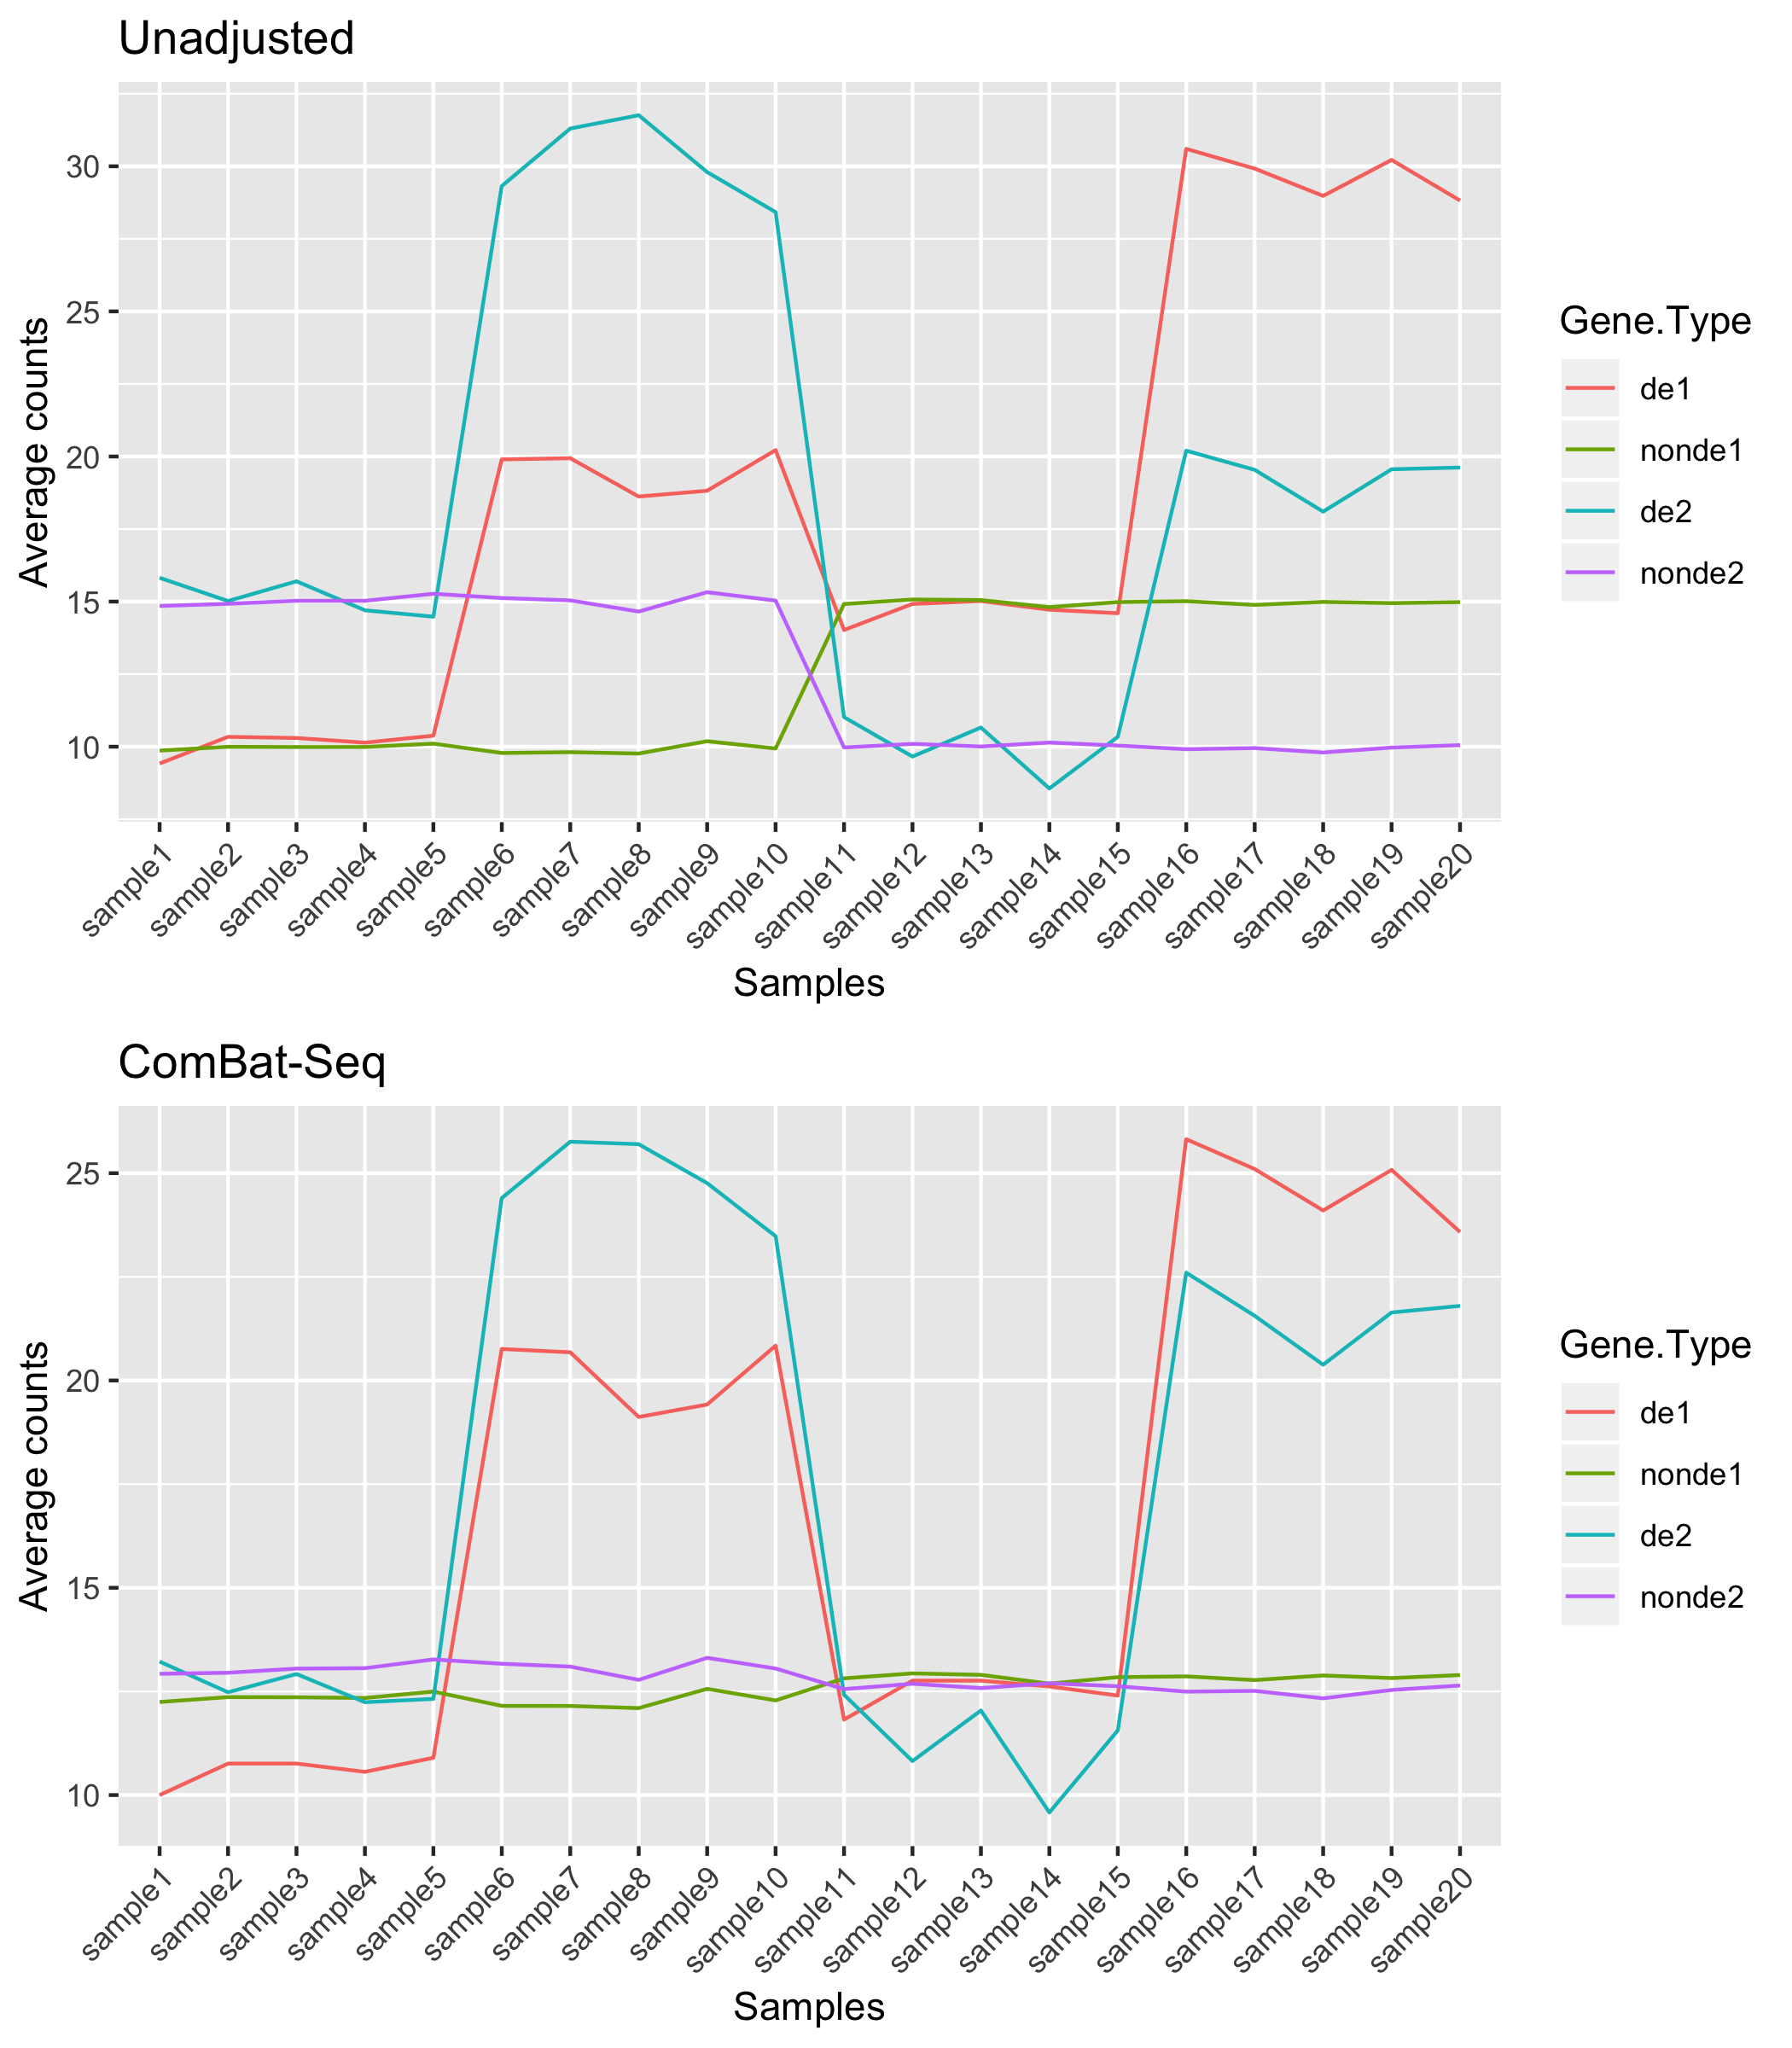 Unadjusted
Average counts
30
25
20
15
10
sample1
sample2
sample3
sample4
sample5
sample6
sample7
sample8
sample9
sample10
sample11
sample12
sample13
sample14
sample15
sample16
sample17
sample18
sample19
sample20
Samples
Gene.Type
de1
nonde1
de2
nonde2
ComBat-Seq
Average counts
25
20
15
10
sample1
sample2
sample3
sample4
sample5
sample6
sample7
sample8
sample9
sample10
sample11
sample12
sample13
sample14
sample15
sample16
sample17
sample18
sample19
sample20
Samples
Gene.Type
de1
nonde1
de2
nonde2